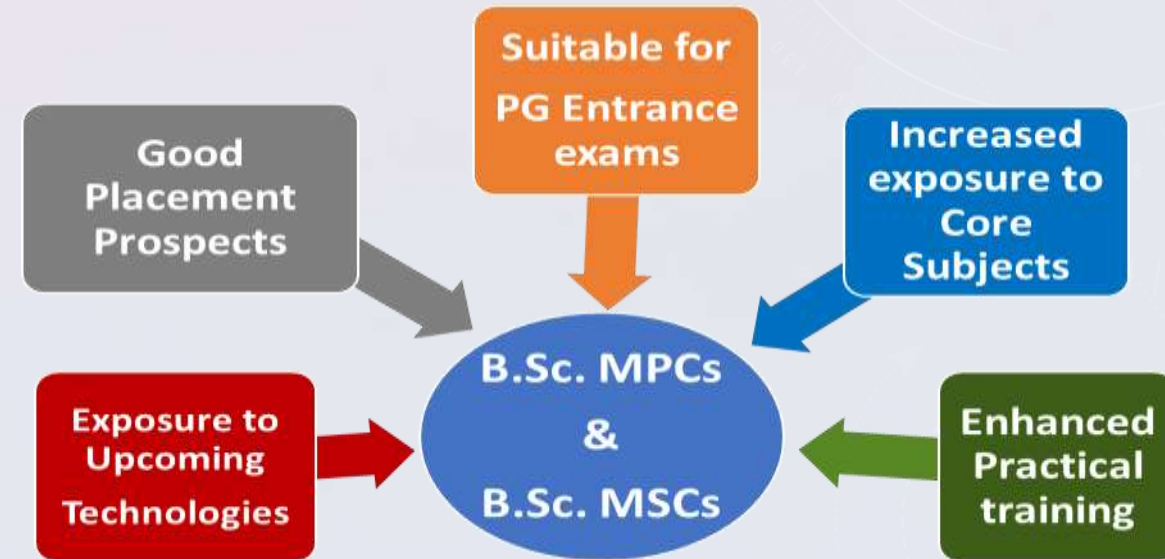 Suitable for
PG Entrance
exams
Good
Placement
Prospects
Increased
exposure to
Core
Subjects
B.Sc. MPCs
&
B.Sc. MSCs
Exposure to
Upcoming
Technologies
Enhanced
Practical
training